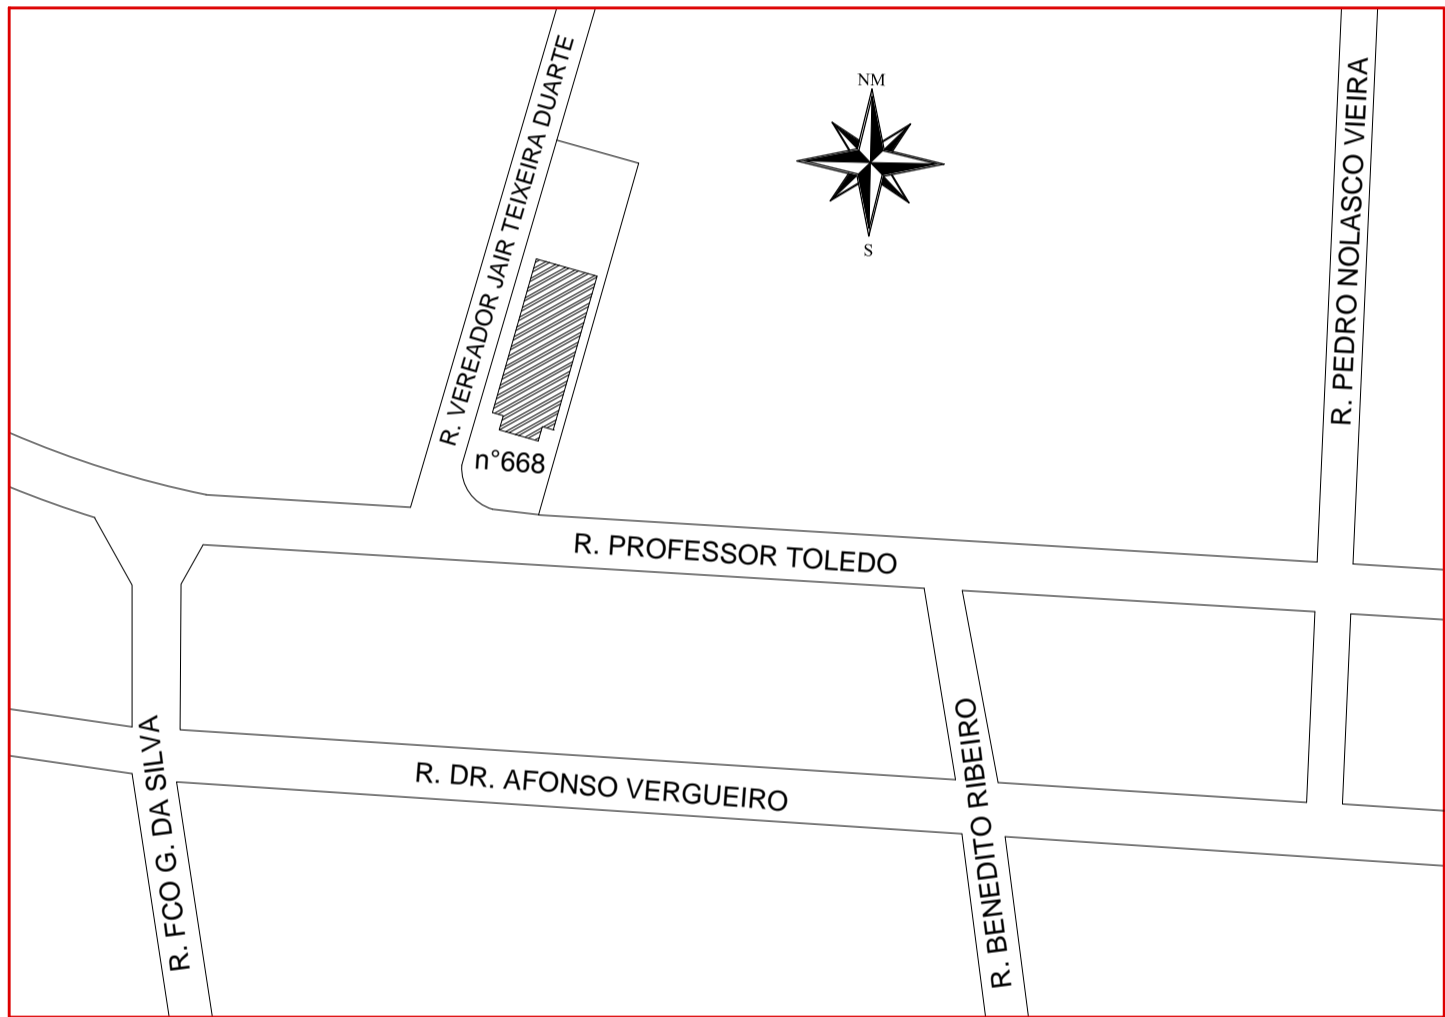 R. VEREADOR JAIR TEIXEIRA DUARTE
NM
S
R. PEDRO NOLASCO VIEIRA
n°668
R. PROFESSOR TOLEDO
R. FCO G. DA SILVA
R. DR. AFONSO VERGUEIRO
R. BENEDITO RIBEIRO